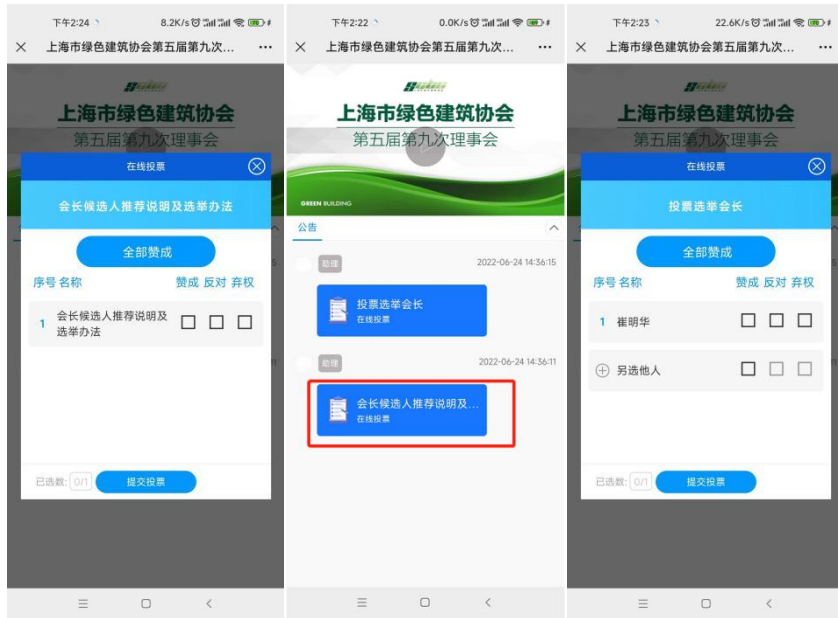 下午2:24
8.2K/s
上海市绿色建筑协会第五届第九次...
上海市绿色建筑协会
第五届第九次理事会
在线投票
会长候选人推荐说明及选举办法
全部赞成
序号 名称 赞成 反对 弃权
1 会长候选人推荐说明及
选举办法
已选数: 0/1 提交投票
下午2:22
0.0K/s
上海市绿色建筑协会第五届第九次...
上海市绿色建筑协会
第五届第九次理事会
GREEN BUILDING
公告
助理 2022-06-24 14:36:15
投票选举会长
在线投票
助理 2022-06-24 14:36:11
会长候选人推荐说明及...
在线投票
下午2:23
22.6K/s
上海市绿色建筑协会第五届第九次...
上海市绿色建筑协会
第五届第九次理事会
在线投票
投票选举会长
全部赞成
序号 名称 赞成 反对 弃权
1 崔明华
另选他人
已选数: 0/1 提交投票